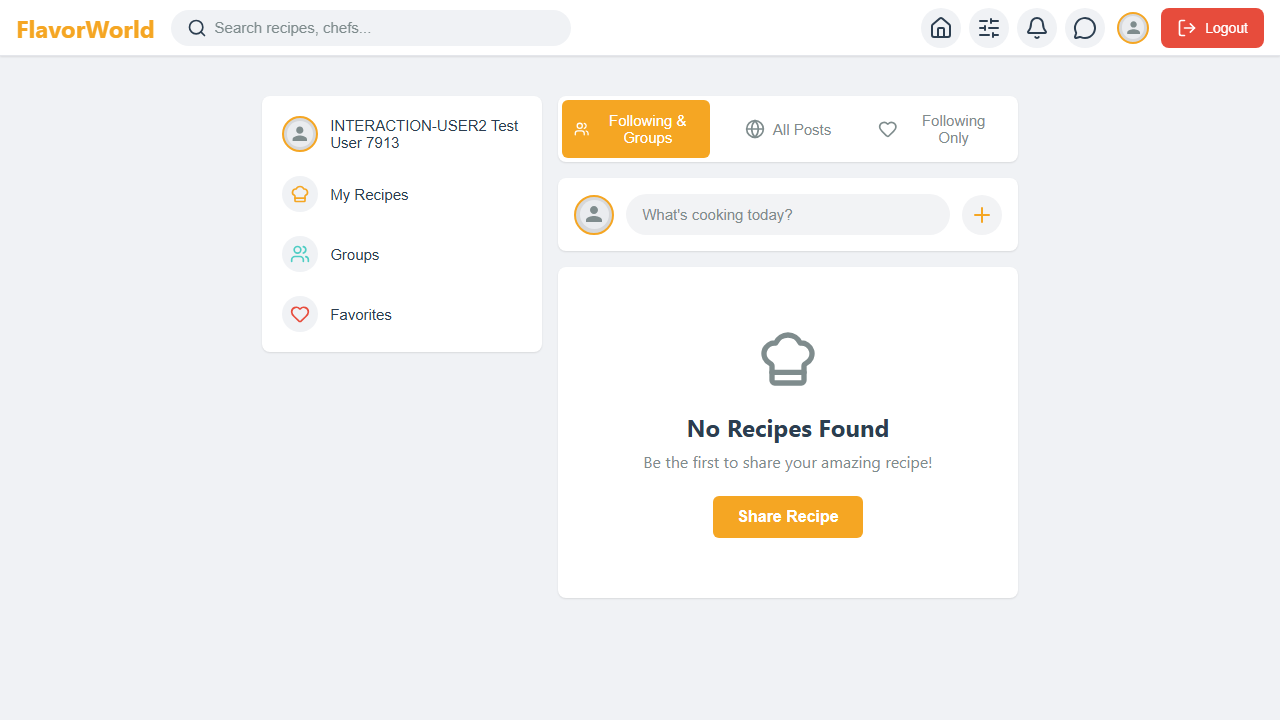 FlavorWorld
Search recipes, chefs...
Logout
INTERACTION-USER2 Test
User 7913
My Recipes
Groups
Favorites
Following &
Groups
All Posts
Following
Only
What's cooking today?
No Recipes Found
Be the first to share your amazing recipe!
Share Recipe